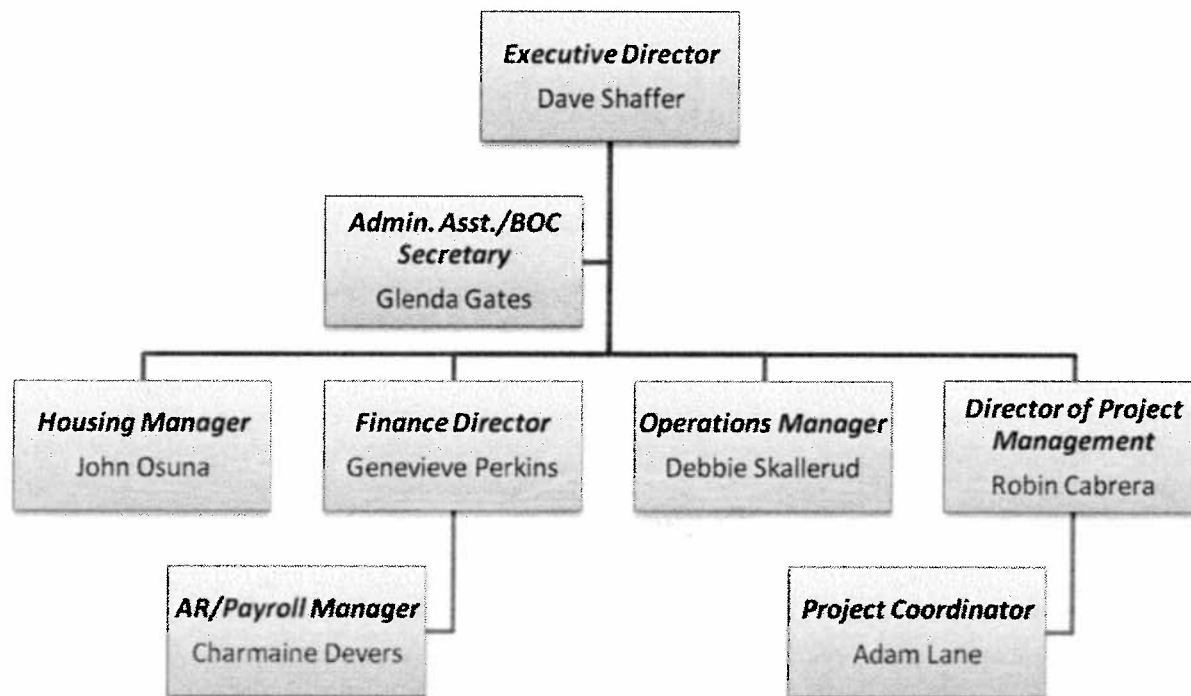 Executive Director
Dave Shaffer
Admin. Asst./BOC
Secretary
Glenda Gates
Housing Manager
John Osuna
Finance Director
Genevieve Perkins
Operations Manager
Debbie Skallerud
Director of Project
Management
Robin Cabrera
AR/Payroll Manager
Charmaine Devers
Project Coordinator
Adam Lane